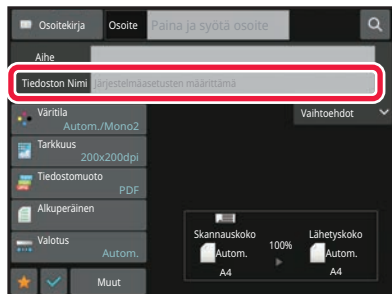 Osoitekirja Osoite Paina ja syötä osoite
Aihe
Tiedoston Nimi Järjestelmäasetusten määrittämä
Väritila
Autom./Mono2
Vaihtoehdot
Tarkkuus
200x200dpi
Tiedostomuoto
PDF
Alkuperäinen
Valotus
Autom.
Skannauskoko
Autom.
A4
100%
Lähetyskoko
Autom.
A4
Muut